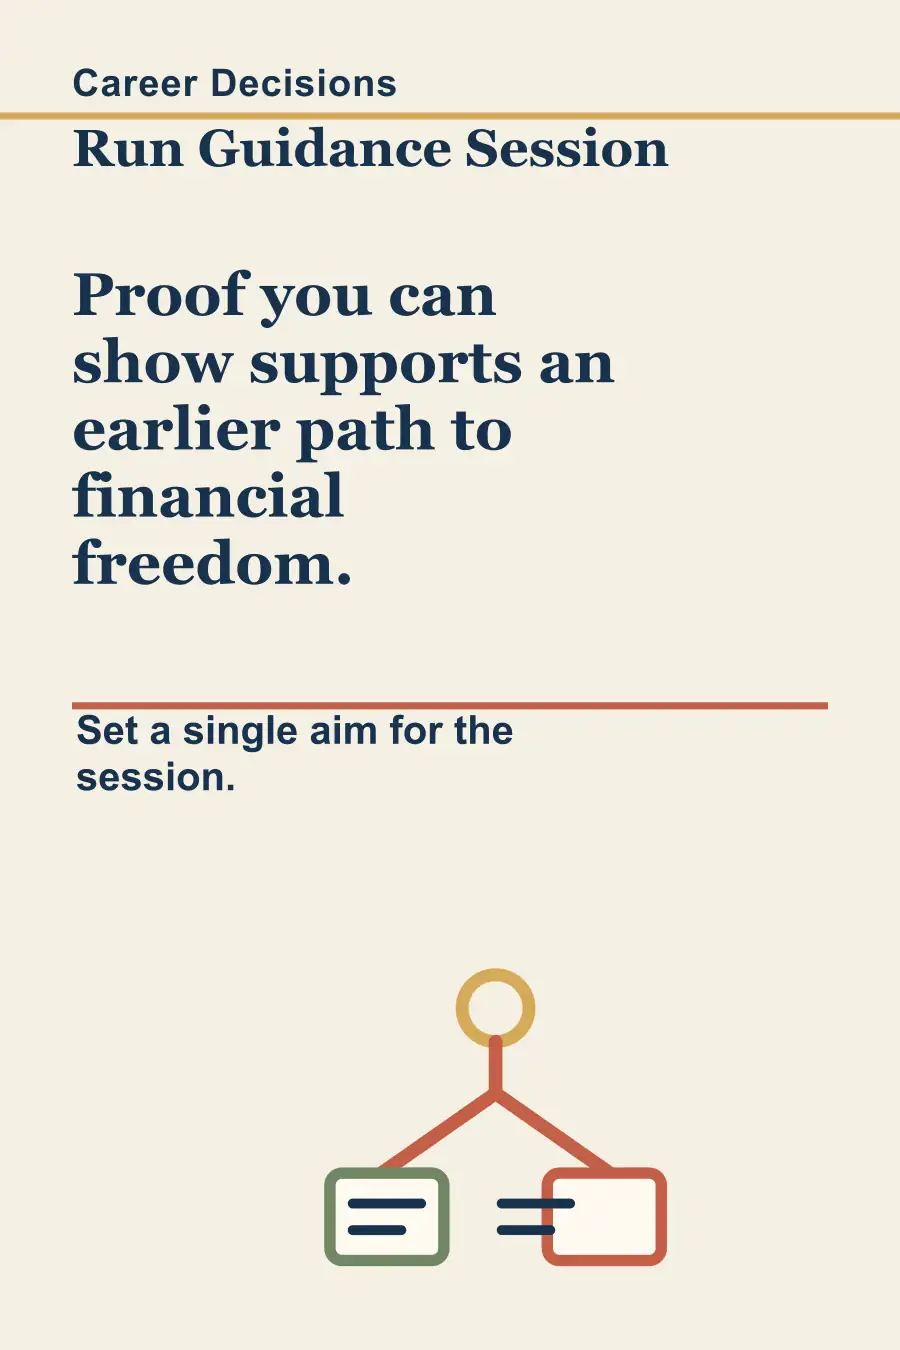 Career Decisions
Run Guidance Session
Proof you can
show supports an
earlier path to
financial
freedom.
Set a single aim for the
session.